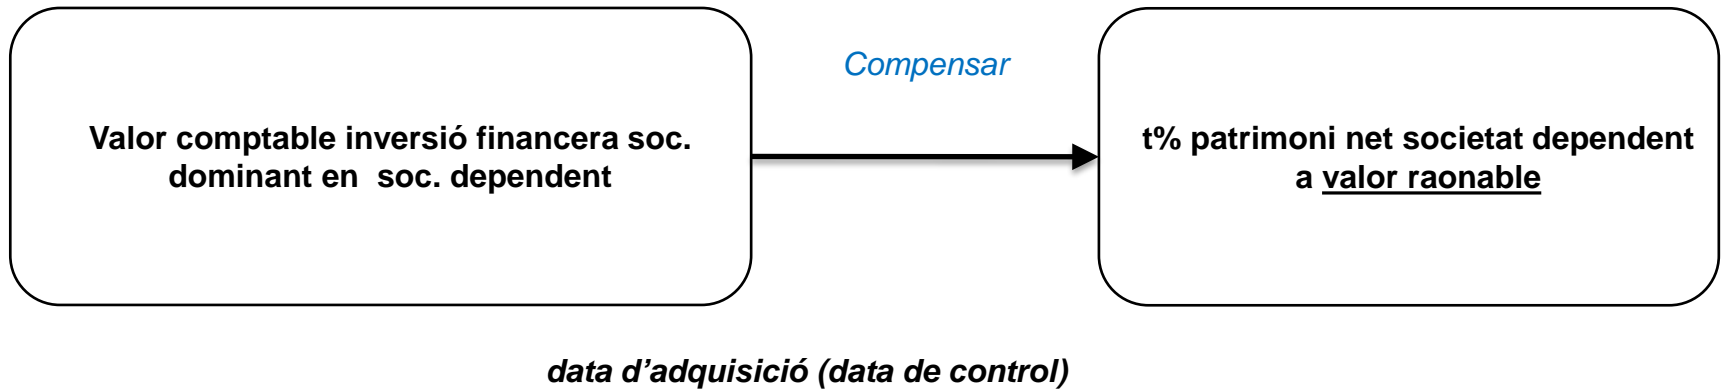 Compensar
Valor comptable inversió financera soc.
dominant en soc. dependent
t% patrimoni net societat dependent
a valor raonable
data d’adquisició (data de control)